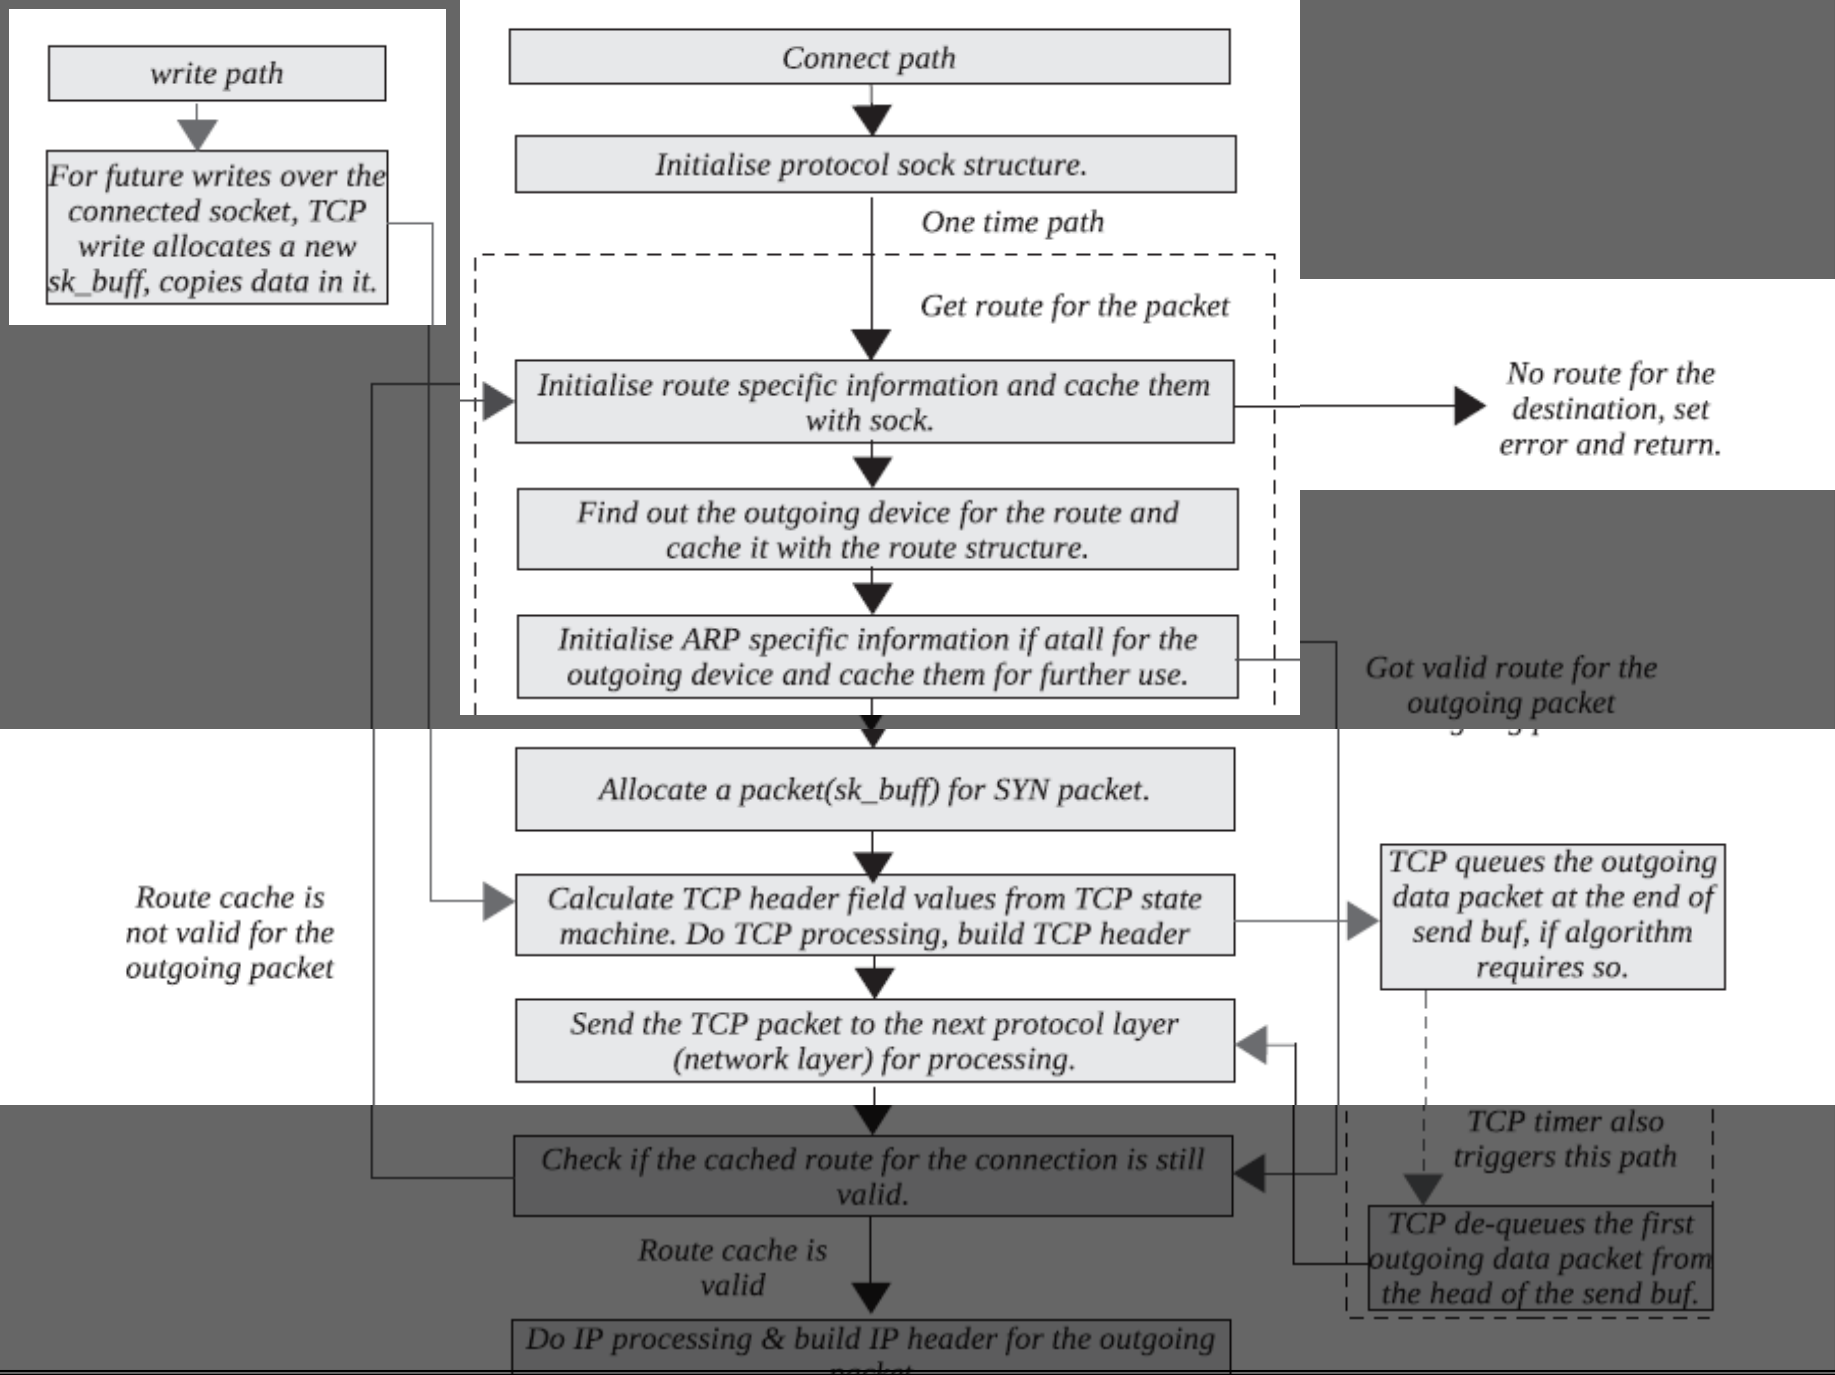 write path
For future writes over the
connected socket, TCP
write allocates a new
sk_buff, copies data in it.
Connect path
Initialise protocol sock structure.
One time path
Get route for the packet
Initialise route specific information and cache them
with sock.
No route for the
destination, set
error and return.
Find out the outgoing device for the route and
cache it with the route structure.
Initialise ARP specific information if atall for the
outgoing device and cache them for further use.
Got valid route for the
outgoing packet
Allocate a packet(sk_buff) for SYN packet.
Route cache is
not valid for the
outgoing packet
Calculate TCP header field values from TCP state
machine. Do TCP processing, build TCP header
TCP queues the outgoing
data packet at the end of
send buf, if algorithm
requires so.
Send the TCP packet to the next protocol layer
(network layer) for processing.
TCP timer also
triggers this path
Check if the cached route for the connection is still
valid.
TCP de-queues the first
outgoing data packet from
the head of the send buf.
Route cache is
valid
Do IP processing & build IP header for the outgoing